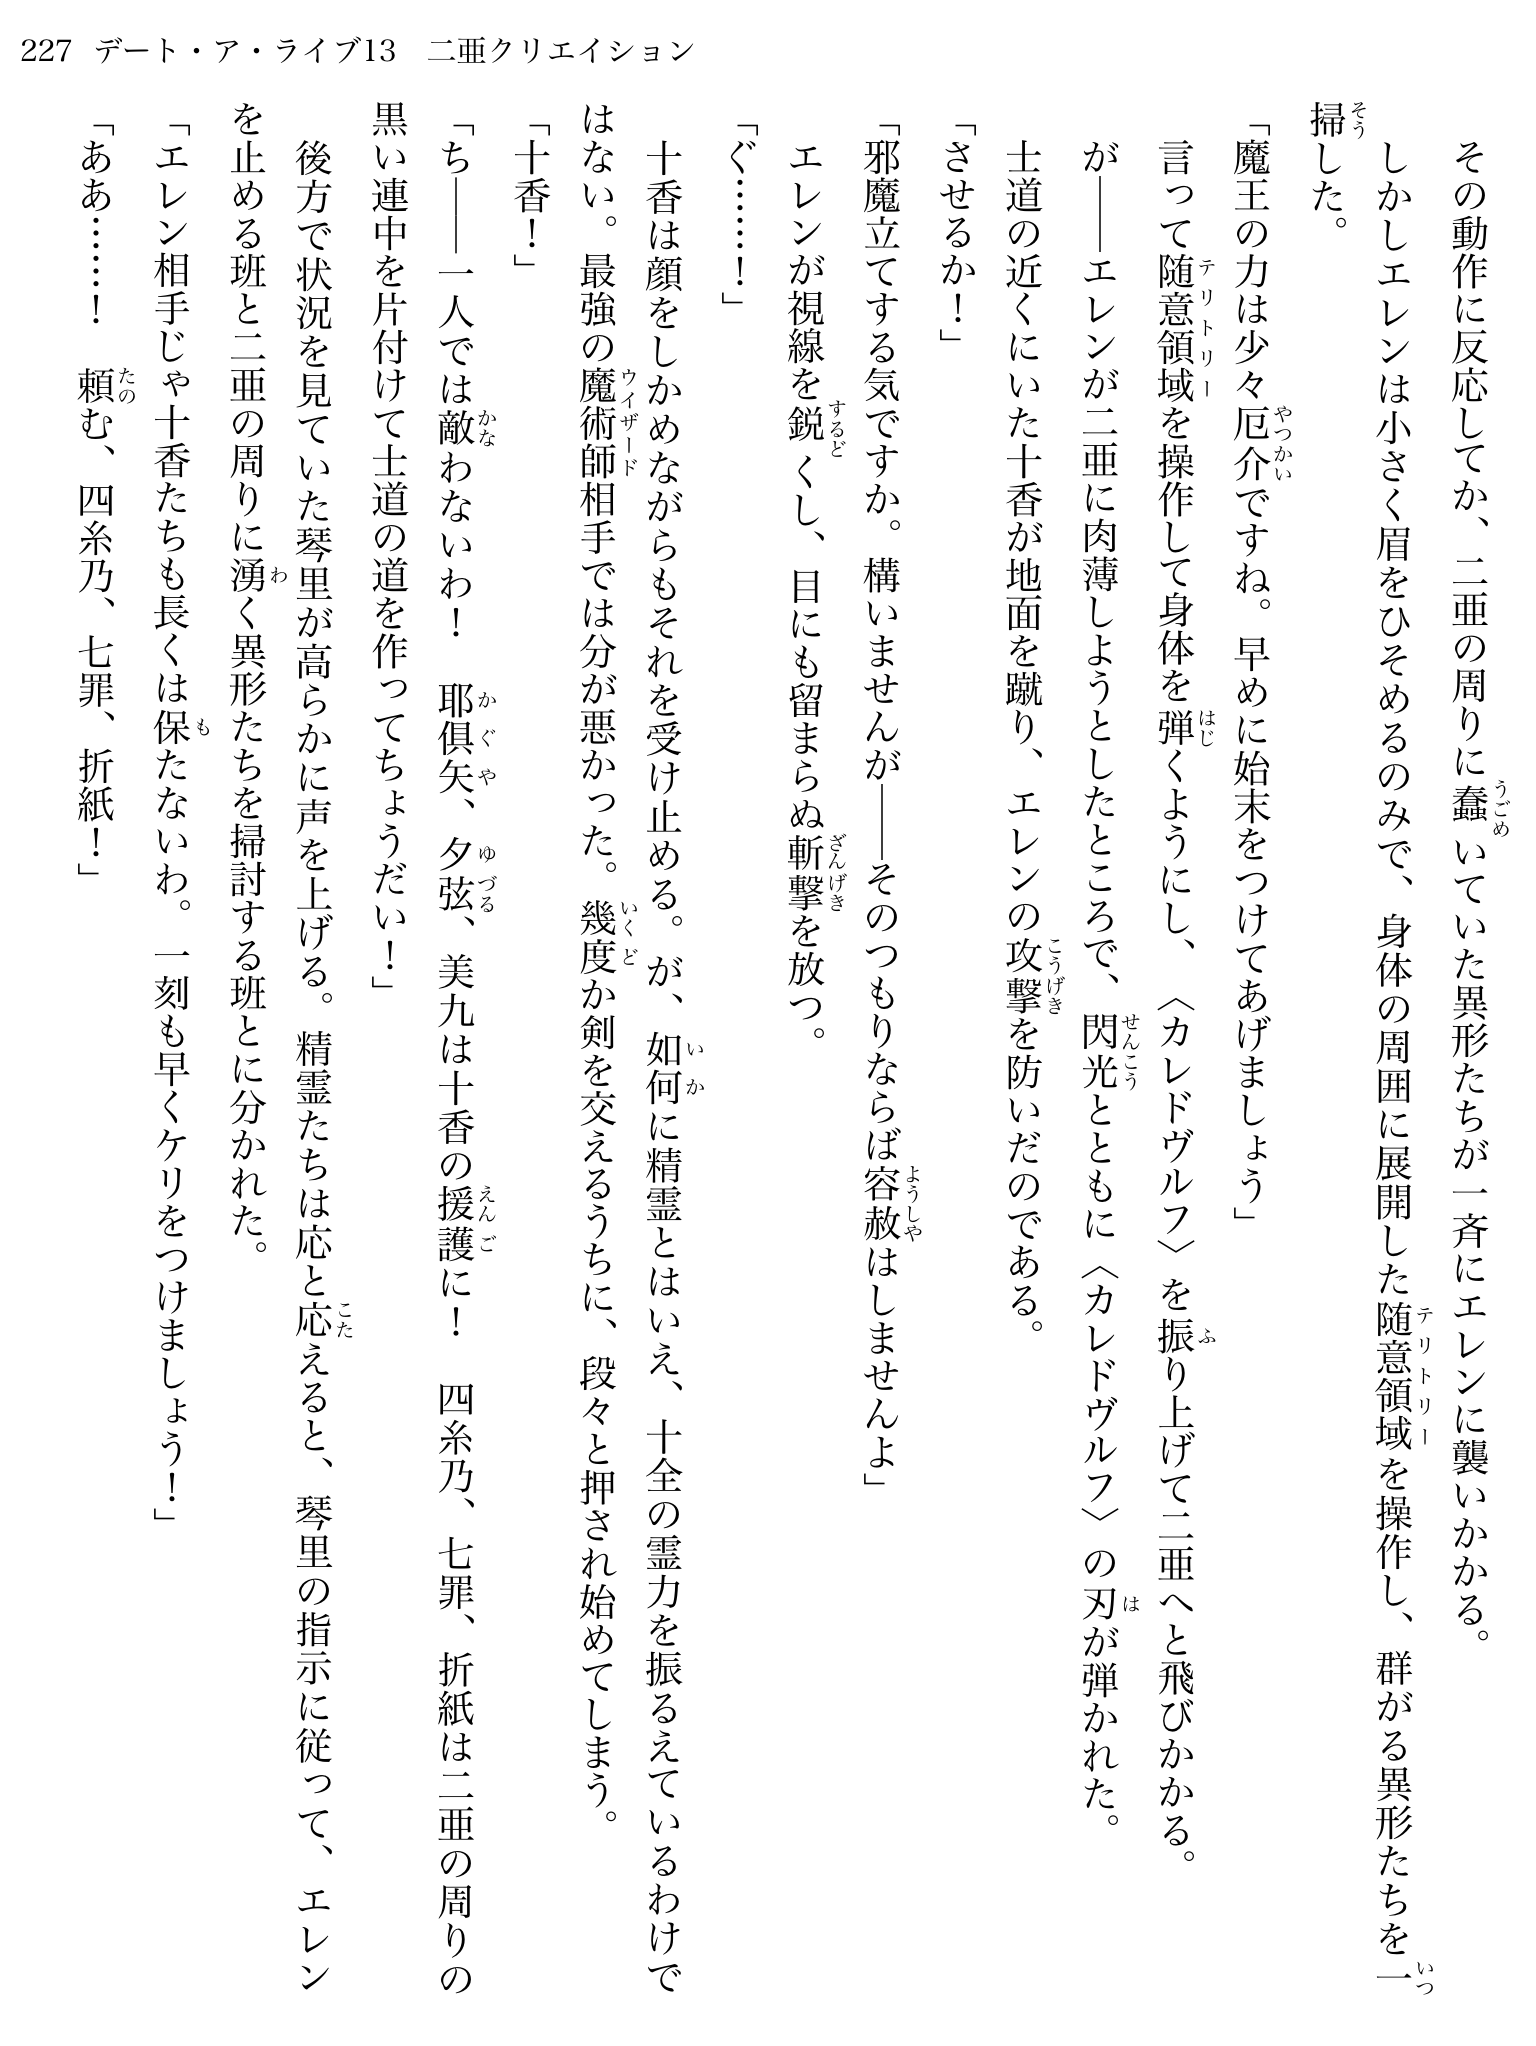 227 デート・ア・ライブ13　二亜クリエイション
　その動作に反応してか、二亜の周りに蠢いていた異形たちが一斉にエレンに襲いかかる。
　しかしエレンは小さく眉をひそめるのみで、身体の周囲に展開した随意領域を操作し、群がる異形たちを一
掃した。
「魔王の力は少々厄介ですね。早めに始末をつけてあげましょう」
　言って随意領域を操作して身体を弾くようにし、〈カレドヴルフ〉を振り上げて二亜へと飛びかかる。
　が――エレンが二亜に肉薄しようとしたところで、閃光とともに〈カレドヴルフ〉の刃が弾かれた。
　士道の近くにいた十香が地面を蹴り、エレンの攻撃を防いだのである。
「させるか！」
「邪魔立てする気ですか。構いませんが――そのつもりならば容赦はしませんよ」
　エレンが視線を鋭くし、目にも留まらぬ斬撃を放つ。
「ぐ………！」
　十香は顔をしかめながらもそれを受け止める。が、如何に精霊とはいえ、十全の霊力を振るえているわけで
はない。最強の魔術師相手では分が悪かった。幾度か剣を交えるうちに、段々と押され始めてしまう。
「十香！」
「ち――一人では敵わないわ！　耶倶矢、夕弦、美九は十香の援護に！　四糸乃、七罪、折紙は二亜の周りの
黒い連中を片付けて士道の道を作ってちょうだい！」
　後方で状況を見ていた琴里が高らかに声を上げる。精霊たちは応と応えると、琴里の指示に従って、エレン
を止める班と二亜の周りに湧く異形たちを掃討する班とに分かれた。
「エレン相手じゃ十香たちも長くは保たないわ。一刻も早くケリをつけましょう！」
「ああ……！　頼む、四糸乃、七罪、折紙！」